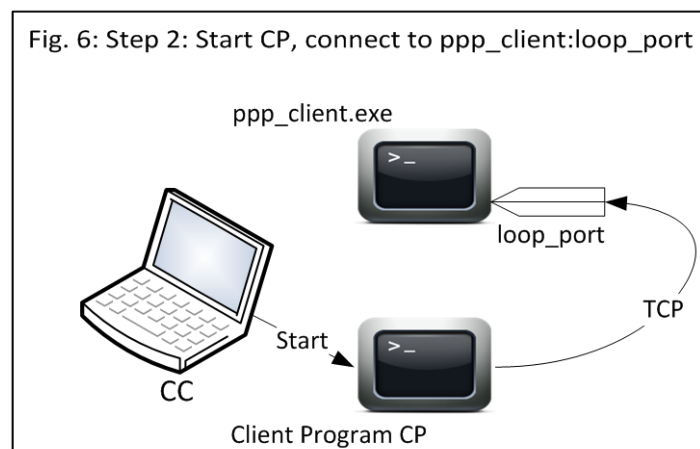 Fig. 6: Step 2: Start CP, connect to ppp_client:loop_port
ppp_client.exe
>_
loop_port
TCP
Start
>_
CC
Client Program CP